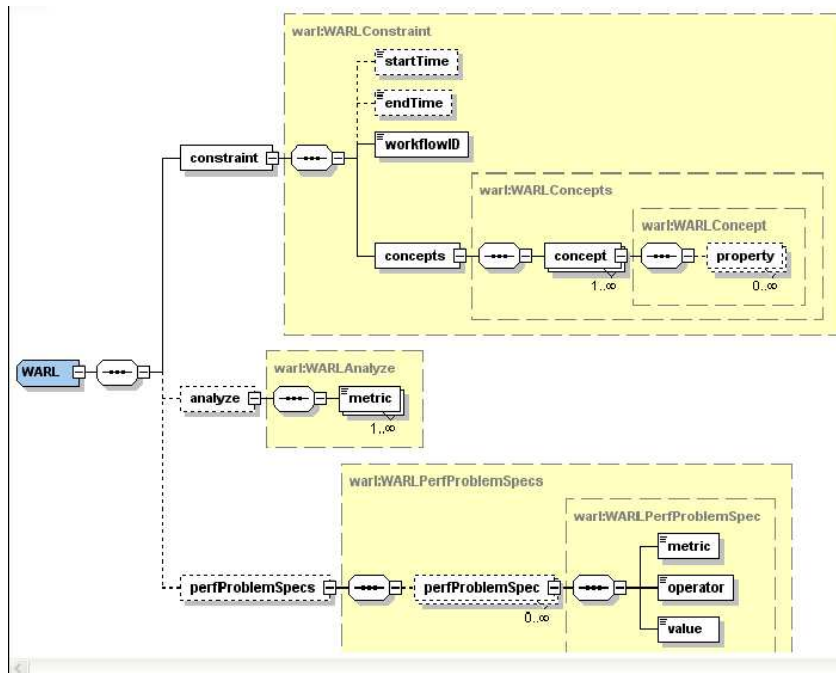 warl:WARLConstraint
startTime
endTime
workflowID
constraint
warl:WARLConcepts
warl:WARLConcept
concepts
concept
property
1..∞
0..∞
WARL
warl:WARLAnalyze
analyze
metric
1..∞
warl:WARLPerfProblemSpecs
warl:WARLPerfProblemSpec
metric
perfProblemSpecs
perfProblemSpec
operator
0..∞
value